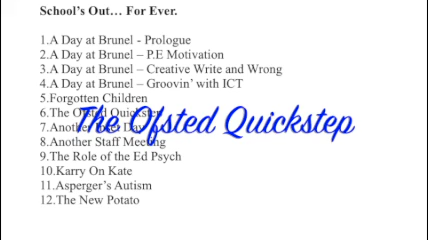 School's Out… For Ever.
1.A Day at Brunel - Prologue
2.A Day at Brunel – P.E Motivation
3.A Day at Brunel – Creative Write and Wrong
4.A Day at Brunel – Groovin' with ICT
5.Forgotten Children
6.The Ofsted Quickstep
The Ofsted Quickstep
7.Another Day
8.Another Staff Meeting
9.The Role of the Ed Psych
10.Karry On Kate
11.Asperger's Autism
12.The New Potato